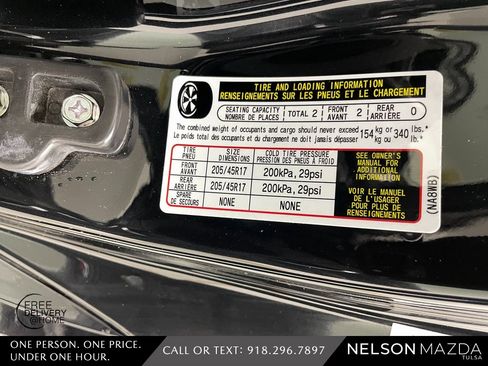 TIRE AND LOADING INFORMATION
RENSEIGNEMENTS SUR LES PNEUS ET LE CHARGEMENT
SEATING CAPACITY NOMBRE DE PLACES TOTAL 2 FRONT AVANT 2 REAR ARRIÈRE 0
The combined weight of occupants and cargo should never exceed 154 kg or 340 lbs.
Le poids total des occupants et du chargement ne doit jamais dépasser kg ou lb.
TIRE PNEU SIZE DIMENSIONS COLD TIRE PRESSURE PRESSION DES PNEUS À FROID
FRONT AVANT 205/45R17 200kPa, 29psi
REAR ARRIÈRE 205/45R17 200kPa, 29psi
SPARE DE SECOURS NONE NONE
SEE OWNER'S
MANUAL FOR
ADDITIONAL
INFORMATION
VOIR LE MANUEL
DE L'USAGER
POUR PLUS DE
RENSEIGNEMENTS
(NA8WB)
FREE
DELIVERY
@HOME
ONE PERSON. ONE PRICE.
UNDER ONE HOUR.
CALL OR TEXT: 918.296.7897
NELSON MAZDA
TULSA